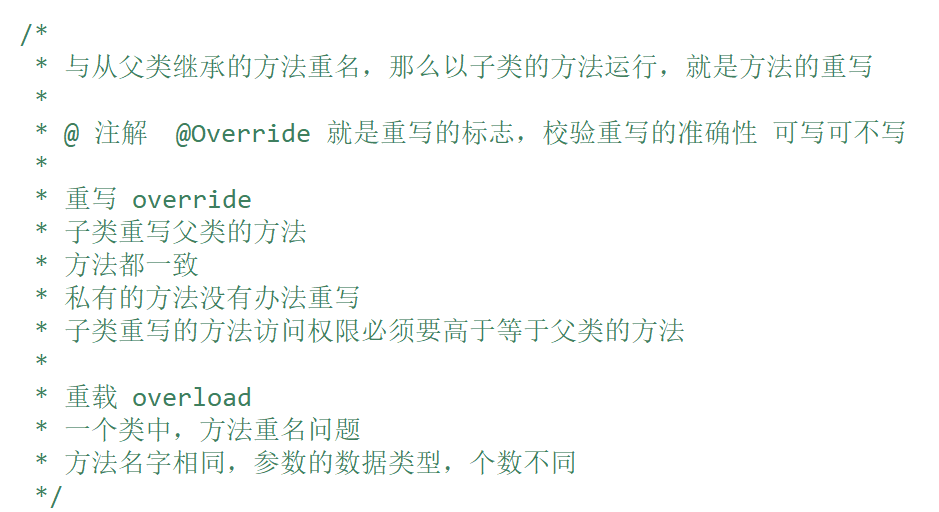 /*
 * 与从父类继承的方法重名，那么以子类的方法运行，就是方法的重写
 *
 * @ 注解  @Override 就是重写的标志，校验重写的准确性 可写可不写
 *
 * 重写 override
 * 子类重写父类的方法
 * 方法都一致
 * 私有的方法没有办法重写
 * 子类重写的方法访问权限必须要高于等于父类的方法
 *
 * 重载 overload
 * 一个类中，方法重名问题
 * 方法名字相同，参数的数据类型，个数不同
 */